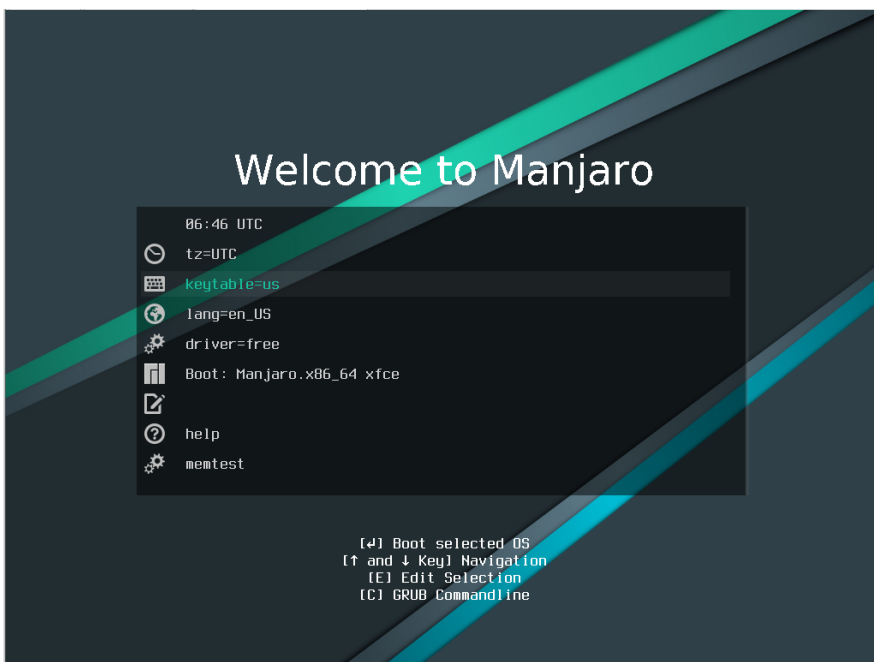 Welcome to Manjaro
06:46 UTC
tz=UTC
keytable=us
lang=en_US
driver=free
Boot: Manjaro.x86_64 xfce
help
memtest
[↲] Boot selected OS
[↑ and ↓ Key] Navigation
[E] Edit Selection
[C] GRUB Commandline